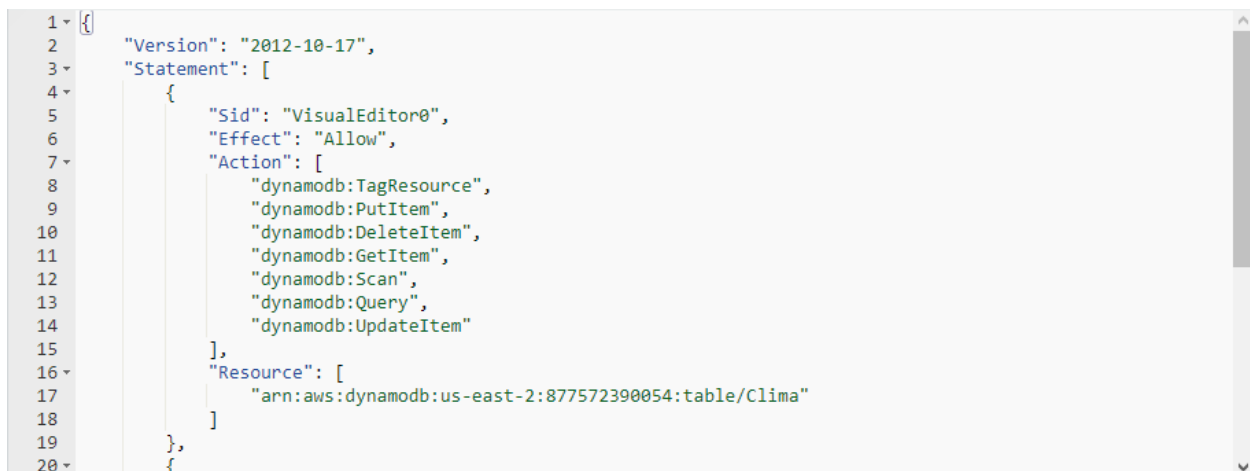 1 {
2 "Version": "2012-10-17",
3 "Statement": [
4 {
5 "Sid": "VisualEditor0",
6 "Effect": "Allow",
7 "Action": [
8 "dynamodb:TagResource",
9 "dynamodb:PutItem",
10 "dynamodb:DeleteItem",
11 "dynamodb:GetItem",
12 "dynamodb:Scan",
13 "dynamodb:Query",
14 "dynamodb:UpdateItem"
15 ],
16 "Resource": [
17 "arn:aws:dynamodb:us-east-2:877572390054:table/Clima"
18 ]
19 },
20 {